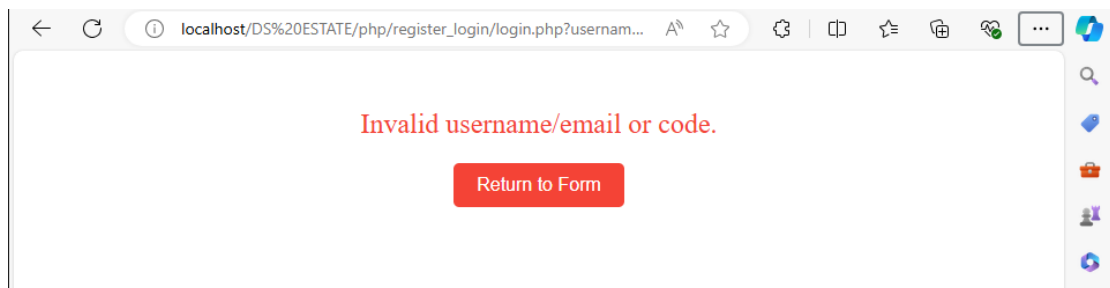 localhost/DS%20ESTATE/php/register_login/login.php?usernam...
Invalid username/email or code.
Return to Form